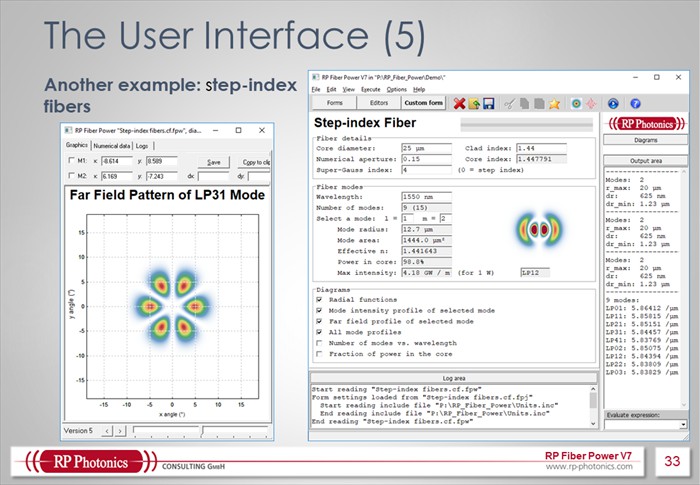 The User Interface (5)
Another example: step-index
fibers
RP Fiber Power "Step-index fibers.cf.fpw", dia...
Graphics Numerical data Logs
M1: x: -8.614 y: 8.589 Save Copy to clip
M2: x: 6.169 y: -7.243 dx: dy:
Far Field Pattern of LP31 Mode
15
10
5
0
-5
-10
-15
y angle (°)
-15 -10 -5 0 5 10 15
x angle (°)
Version 5 < >
RP Fiber Power V7 in "P:\RP_Fiber_Power\Demo\"
File Edit View Execute Options Help
Forms Editors Custom form
Step-index Fiber
Fiber details
Core diameter: 25 µm Clad index: 1.44
Numerical aperture: 0.15 Core index: 1.447791
Super-Gauss index: 4 (0 = step index)
Fiber modes
Wavelength: 1550 nm
Number of modes: 9 (15)
Select a mode: l = 1 m = 2
Mode radius: 12.7 µm
Mode area: 1444.0 µm²
Effective n: 1.441643
Power in core: 98.8%
Max intensity: 4.18 GW / m (for 1 W) LP12
Diagrams
Radial functions
Mode intensity profile of selected mode
Far field profile of selected mode
All mode profiles
Number of modes vs. wavelength
Fraction of power in the core
Log area
Start reading "Step-index fibers.cf.fpw"
Form settings loaded from "Step-index fibers.cf.fpj"
Start reading include file "P:\RP_Fiber_Power\Units.inc"
End reading include file "P:\RP_Fiber_Power\Units.inc"
End reading "Step-index fibers.cf.fpw"
RP Photonics
Diagrams
Output area
Modes: 2
r_max: 20 µm
dr: 625 nm
dr_min: 1.23 µm
Modes: 2
r_max: 20 µm
dr: 625 nm
dr_min: 1.23 µm
Modes: 2
r_max: 20 µm
dr: 625 nm
dr_min: 1.23 µm
9 modes:
LP01: 5.86412 /µm
LP11: 5.85815 /µm
LP21: 5.85151 /µm
LP31: 5.84457 /µm
LP41: 5.83769 /µm
LP02: 5.85075 /µm
LP12: 5.84394 /µm
LP22: 5.83809 /µm
LP03: 5.83829 /µm
Evaluate expression:
RP Photonics CONSULTING GMBH
RP Fiber Power V7
www.rp-photonics.com
33